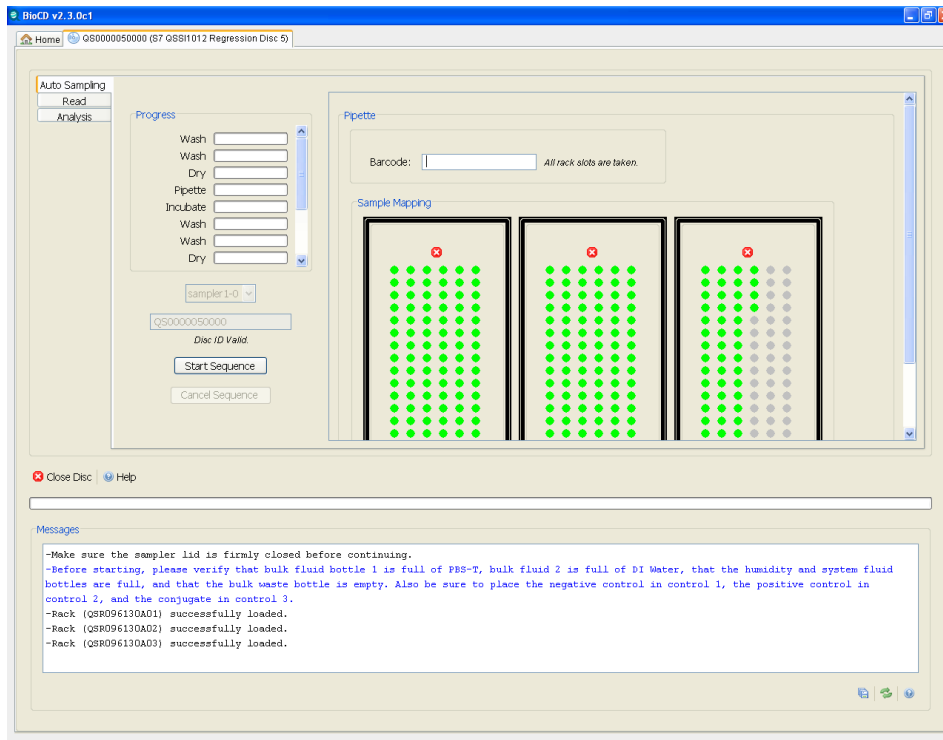 BioCD v2.3.0c1
Home
QS0000050000 (S7 QSSI1012 Regression Disc 5)
Auto Sampling
Read
Analysis
Progress
Wash
Wash
Dry
Pipette
Incubate
Wash
Wash
Dry
sampler1-0
QS0000050000
Disc ID Valid.
Start Sequence
Cancel Sequence
Pipette
Barcode:
All rack slots are taken.
Sample Mapping
Close Disc
Help
Messages
-Make sure the sampler lid is firmly closed before continuing.
-Before starting, please verify that bulk fluid bottle 1 is full of PBS-T, bulk fluid 2 is full of DI Water, that the humidity and system fluid
bottles are full, and that the bulk waste bottle is empty. Also be sure to place the negative control in control 1, the positive control in
control 2, and the conjugate in control 3.
-Rack (QSR096130A01) successfully loaded.
-Rack (QSR096130A02) successfully loaded.
-Rack (QSR096130A03) successfully loaded.